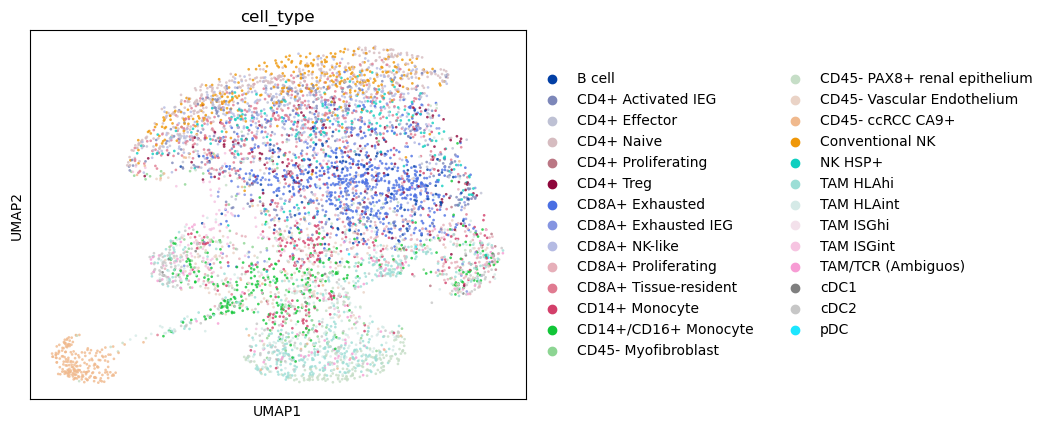 cell_type
UMAP2
UMAP1
B cell
CD4+ Activated IEG
CD4+ Effector
CD4+ Naive
CD4+ Proliferating
CD4+ Treg
CD8A+ Exhausted
CD8A+ Exhausted IEG
CD8A+ NK-like
CD8A+ Proliferating
CD8A+ Tissue-resident
CD14+ Monocyte
CD14+/CD16+ Monocyte
CD45- Myofibroblast
CD45- PAX8+ renal epithelium
CD45- Vascular Endothelium
CD45- ccRCC CA9+
Conventional NK
NK HSP+
TAM HLAhi
TAM HLAint
TAM ISGhi
TAM ISGint
TAM/TCR (Ambiguos)
cDC1
cDC2
pDC